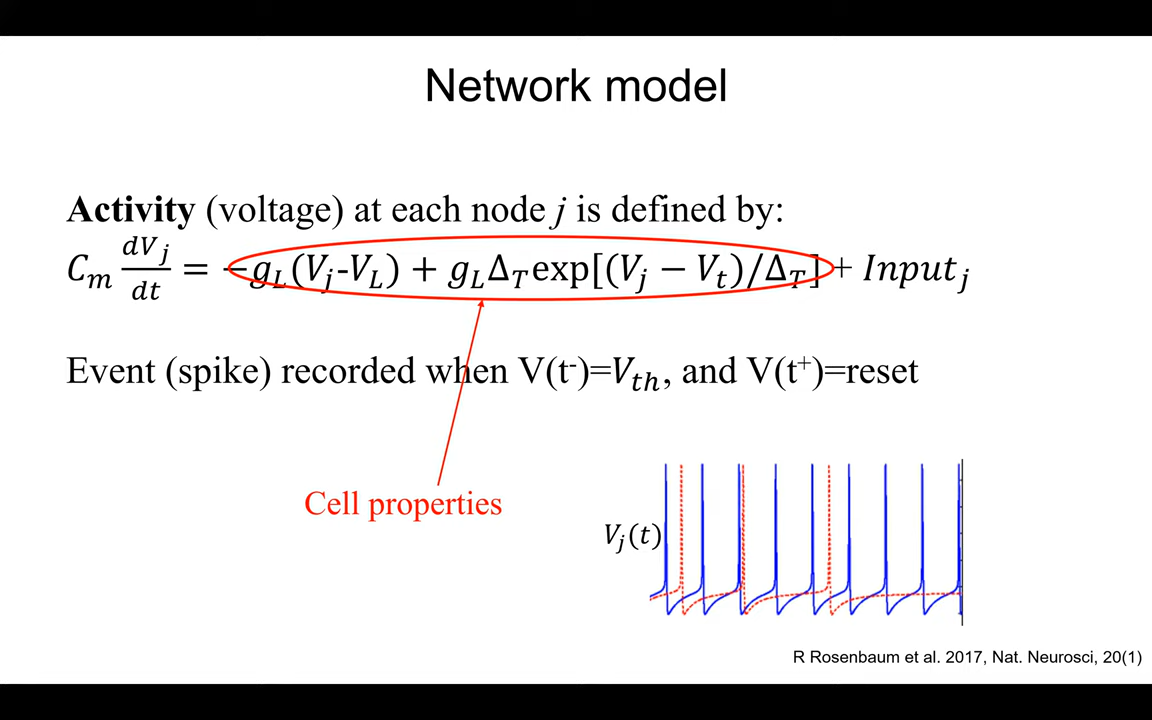 Network model
Activity (voltage) at each node j is defined by:
C_m dV_j/dt = −g_L(V_j-V_L) + g_LΔ_T exp[(V_j − V_t)/Δ_T] + Input_j
Event (spike) recorded when V(t⁻)=V_th, and V(t⁺)=reset
Cell properties
V_j(t)
R Rosenbaum et al. 2017, Nat. Neurosci, 20(1)